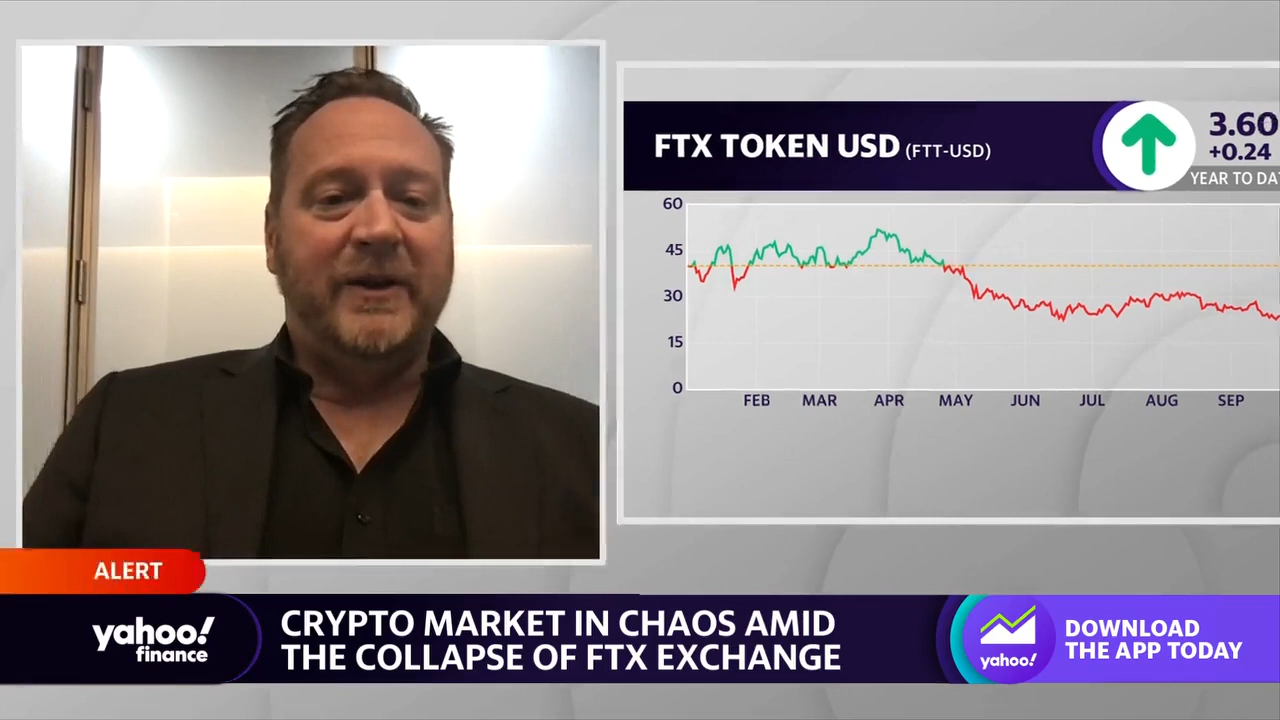 FTX TOKEN USD (FTT-USD)
3.60
+0.24
60
45
30
15
0
FEB MAR APR MAY JUN JUL AUG SEP
ALERT
yahoo!
finance
CRYPTO MARKET IN CHAOS AMID
THE COLLAPSE OF FTX EXCHANGE
yahoo!
DOWNLOAD
THE APP TODAY
YEAR TO